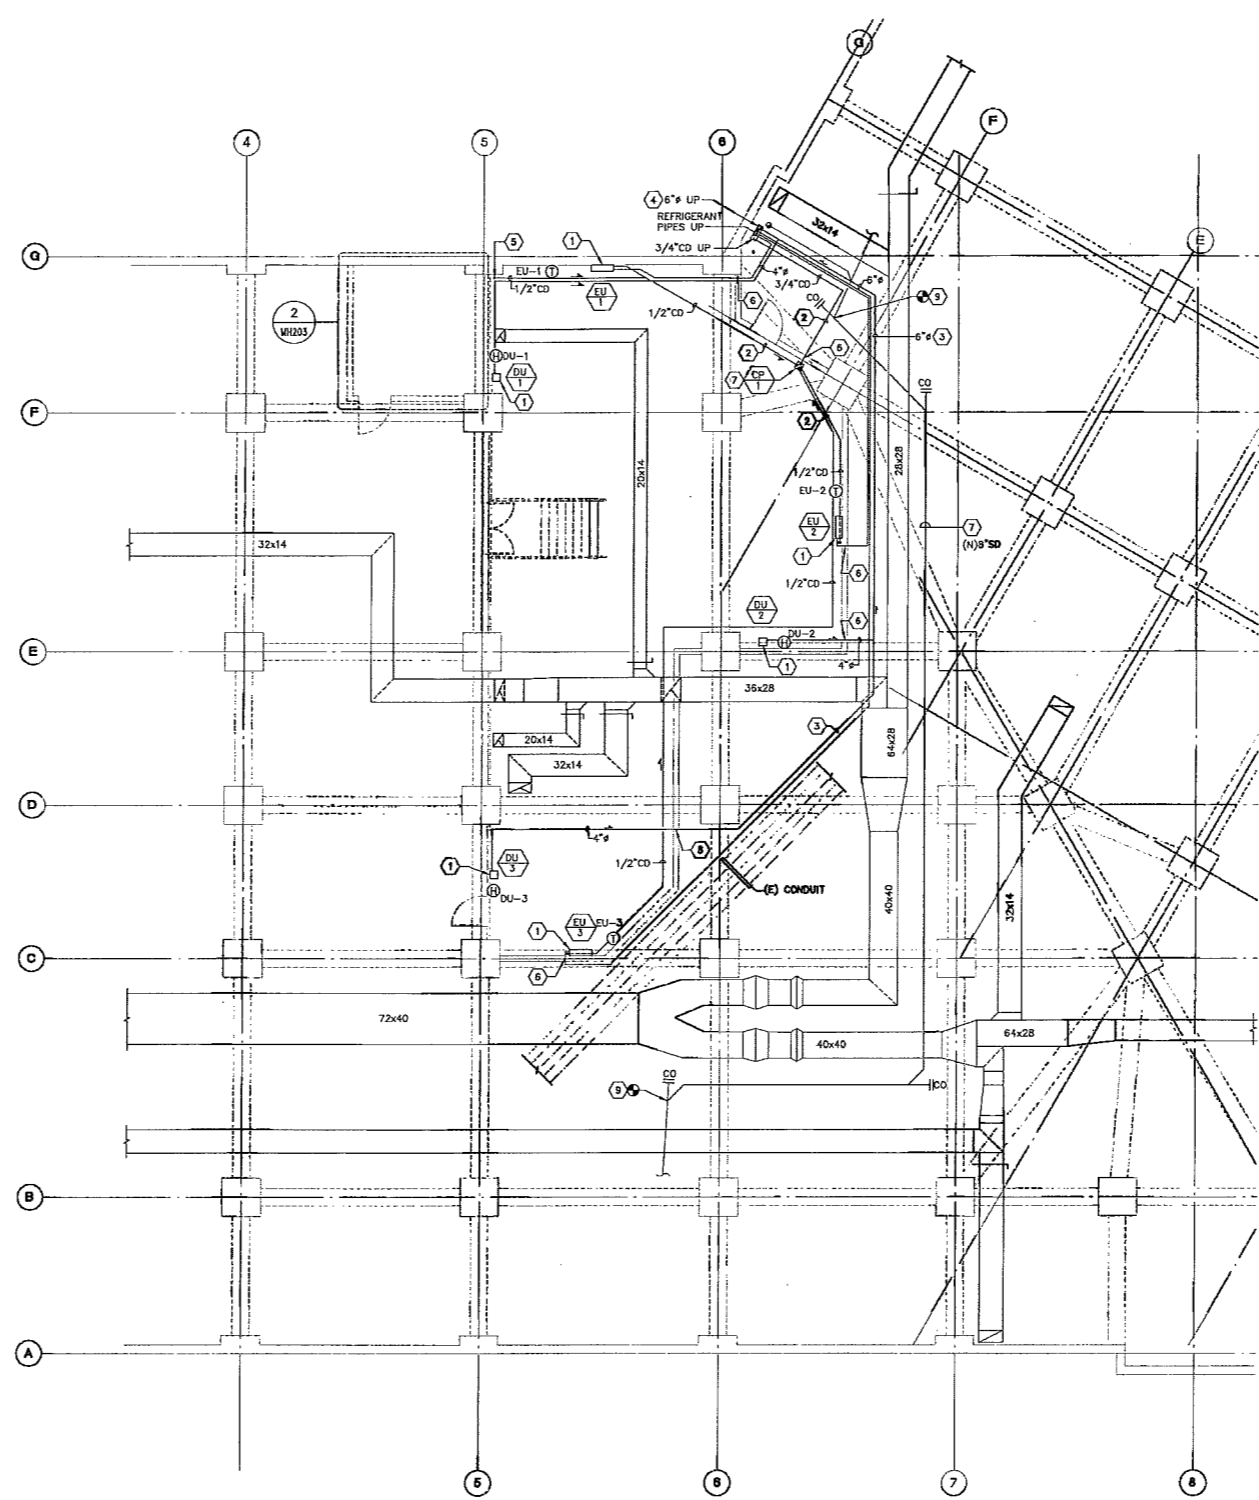 G
F
4
5
6
4 6"ø UP
REFRIGERANT
PIPES UP
3/4"CD UP
32x14
E
G
5
1
EU-1 T
1/2"CD
EU
1
4"ø
3/4"CD
6"ø
CO
6
2
9
2
MH203
1/2"CD
2
6"ø 3
H DU-1
DU
1
1
6
7 CP
1
CO
F
2
20x14
28x28
1/2"CD
EU-2 T
EU
2
1
7
(N)8"SD
32x14
6
1/2"CD
DU
2
6
E
H DU-2
1
4"ø
36x28
3
20x14
32x14
64x28
D
4"ø
8
1
DU
3
1/2"CD
H
DU-3
(E) CONDUIT
40x40
32x14
1
EU
3
EU-3
T
C
6
72x40
64x28
40x40
CO
9
CO
B
A
5
6
7
8